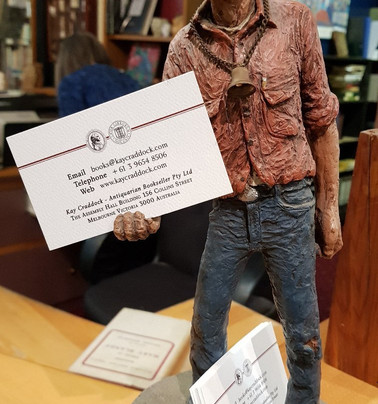 Email books@kaycraddock.com
Telephone + 61 3 9654 8506
Web www.kaycraddock.com
Kay Craddock - Antiquarian Bookseller Pty Ltd
The Assembly Hall Building 156 Collins Street
Melbourne Victoria 3000 Australia